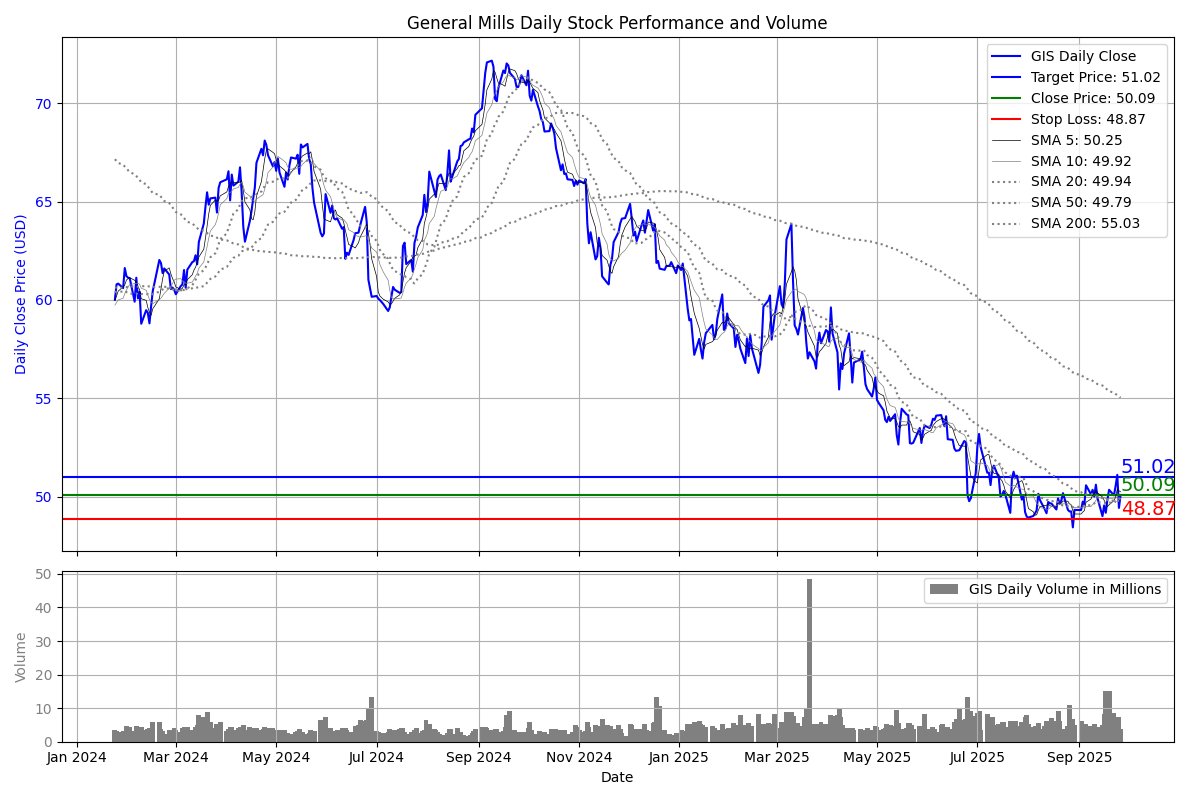 General Mills Daily Stock Performance and Volume
Daily Close Price (USD)
70
65
60
55
50
GIS Daily Close
Target Price: 51.02
Close Price: 50.09
Stop Loss: 48.87
SMA 5: 50.25
SMA 10: 49.92
SMA 20: 49.94
SMA 50: 49.79
SMA 200: 55.03
51.02
50.09
48.87
Volume
50
40
30
20
10
0
GIS Daily Volume in Millions
Jan 2024 Mar 2024 May 2024 Jul 2024 Sep 2024 Nov 2024 Jan 2025 Mar 2025 May 2025 Jul 2025 Sep 2025
Date